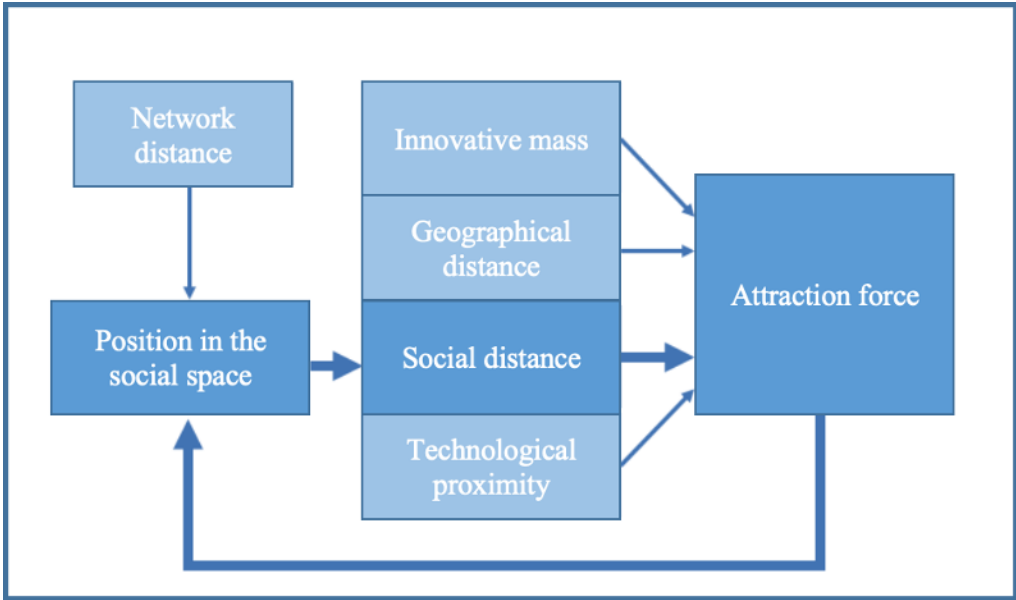 Network
distance
Innovative mass
Geographical
distance
Attraction force
Position in the
social space
Social distance
Technological
proximity